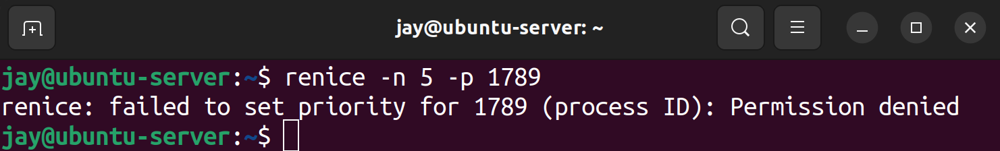 jay@ubuntu-server: ~
jay@ubuntu-server:~$ renice -n 5 -p 1789
renice: failed to set priority for 1789 (process ID): Permission denied
jay@ubuntu-server:~$